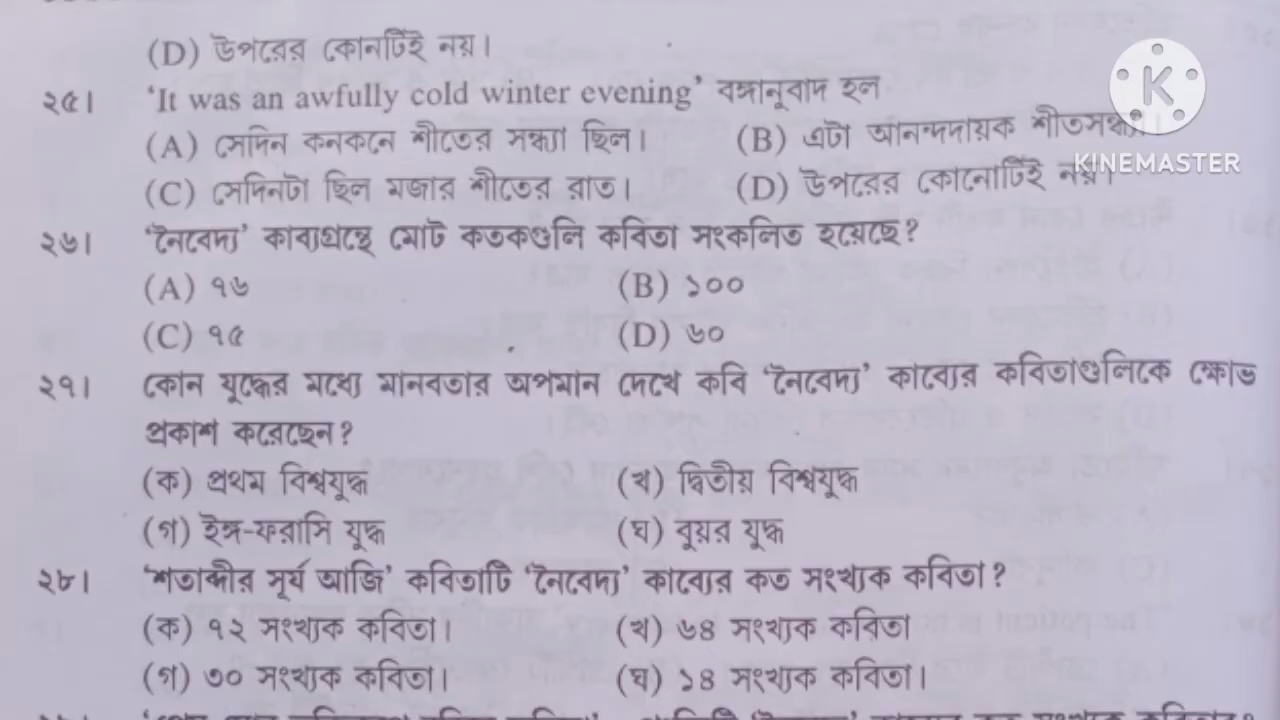 (D) উপরের কোনটিই নয়।
২৫। 'It was an awfully cold winter evening' বঙ্গানুবাদ হল
(A) সেদিন কনকনে শীতের সন্ধ্যা ছিল। (B) এটা আনন্দদায়ক শীতসন্ধ্যা।
(C) সেদিনটা ছিল মজার শীতের রাত। (D) উপরের কোনোটিই নয়।
K
KINEMASTER
২৬। 'নৈবেদ্য' কাব্যগ্রন্থে মোট কতকগুলি কবিতা সংকলিত হয়েছে?
(A) ৭৬ (B) ১০০
(C) ৭৫ (D) ৬০
২৭। কোন যুদ্ধের মধ্যে মানবতার অপমান দেখে কবি 'নৈবেদ্য' কাব্যের কবিতাগুলিকে ক্ষোভ
প্রকাশ করেছেন?
(ক) প্রথম বিশ্বযুদ্ধ (খ) দ্বিতীয় বিশ্বযুদ্ধ
(গ) ইঙ্গ-ফরাসি যুদ্ধ (ঘ) বুয়র যুদ্ধ
২৮। 'শতাব্দীর সূর্য আজি' কবিতাটি 'নৈবেদ্য' কাব্যের কত সংখ্যক কবিতা?
(ক) ৭২ সংখ্যক কবিতা। (খ) ৬৪ সংখ্যক কবিতা
(গ) ৩০ সংখ্যক কবিতা। (ঘ) ১৪ সংখ্যক কবিতা।